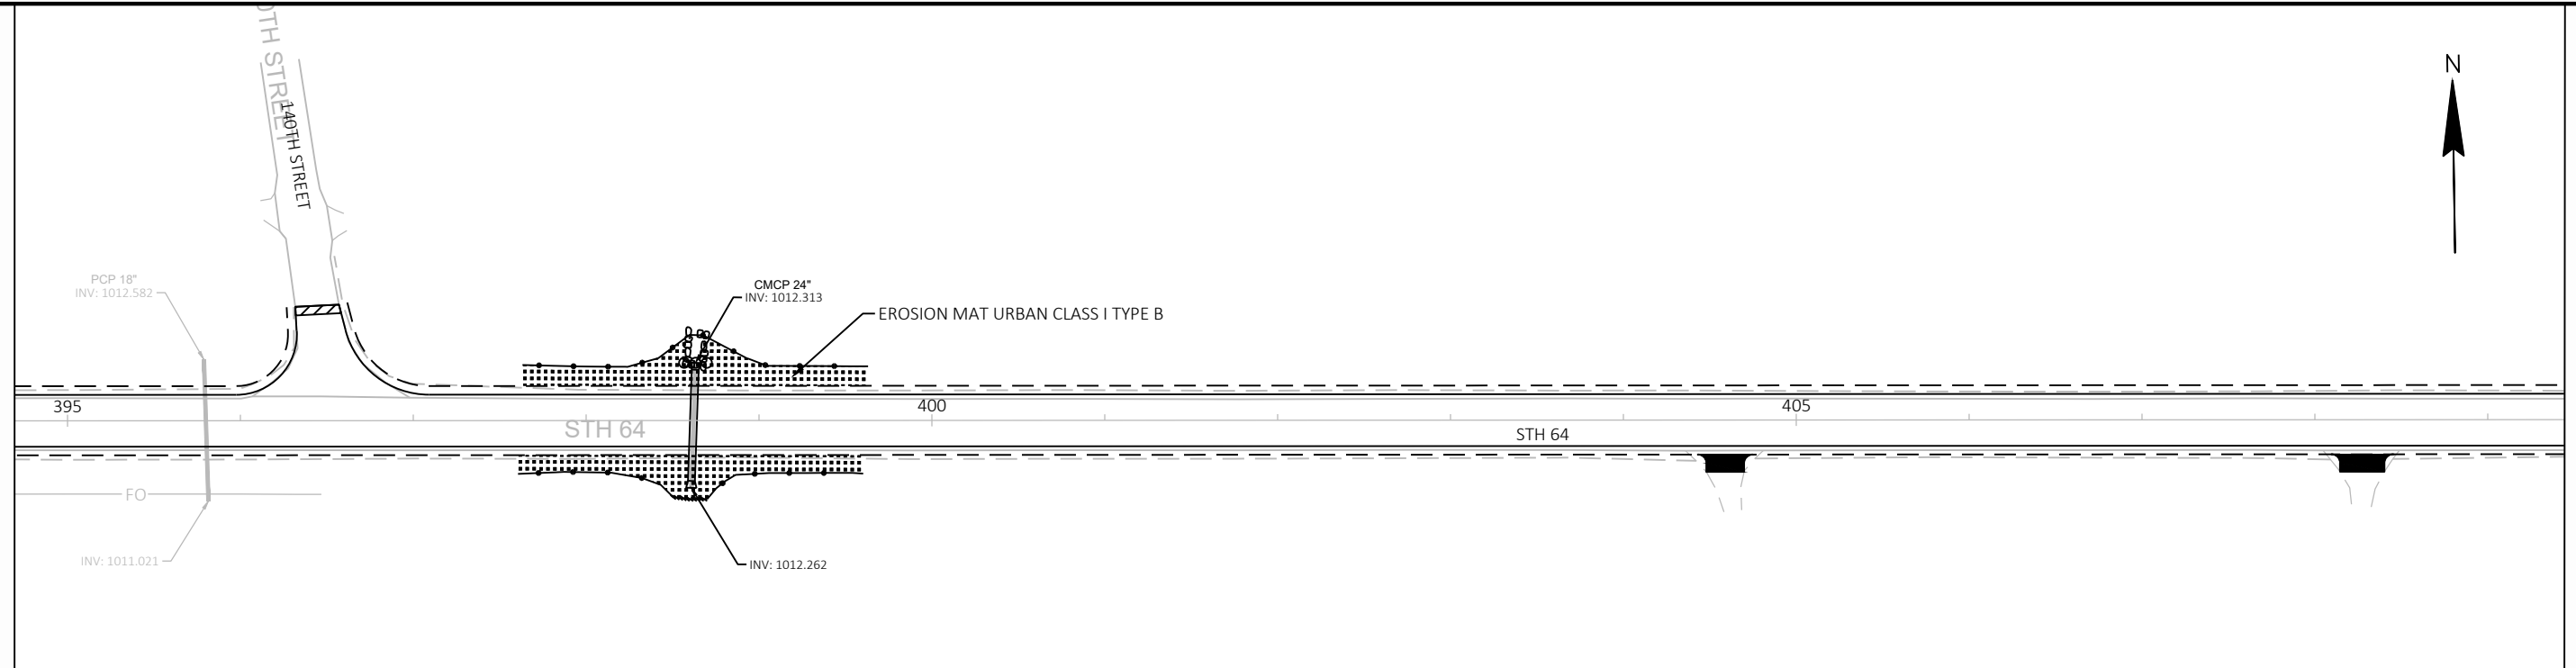 0TH STREET
140TH STREET
N
PCP 18"
INV: 1012.582
CMCP 24"
INV: 1012.313
EROSION MAT URBAN CLASS I TYPE B
395
400
405
STH 64
STH 64
FO
INV: 1011.021
INV: 1012.262